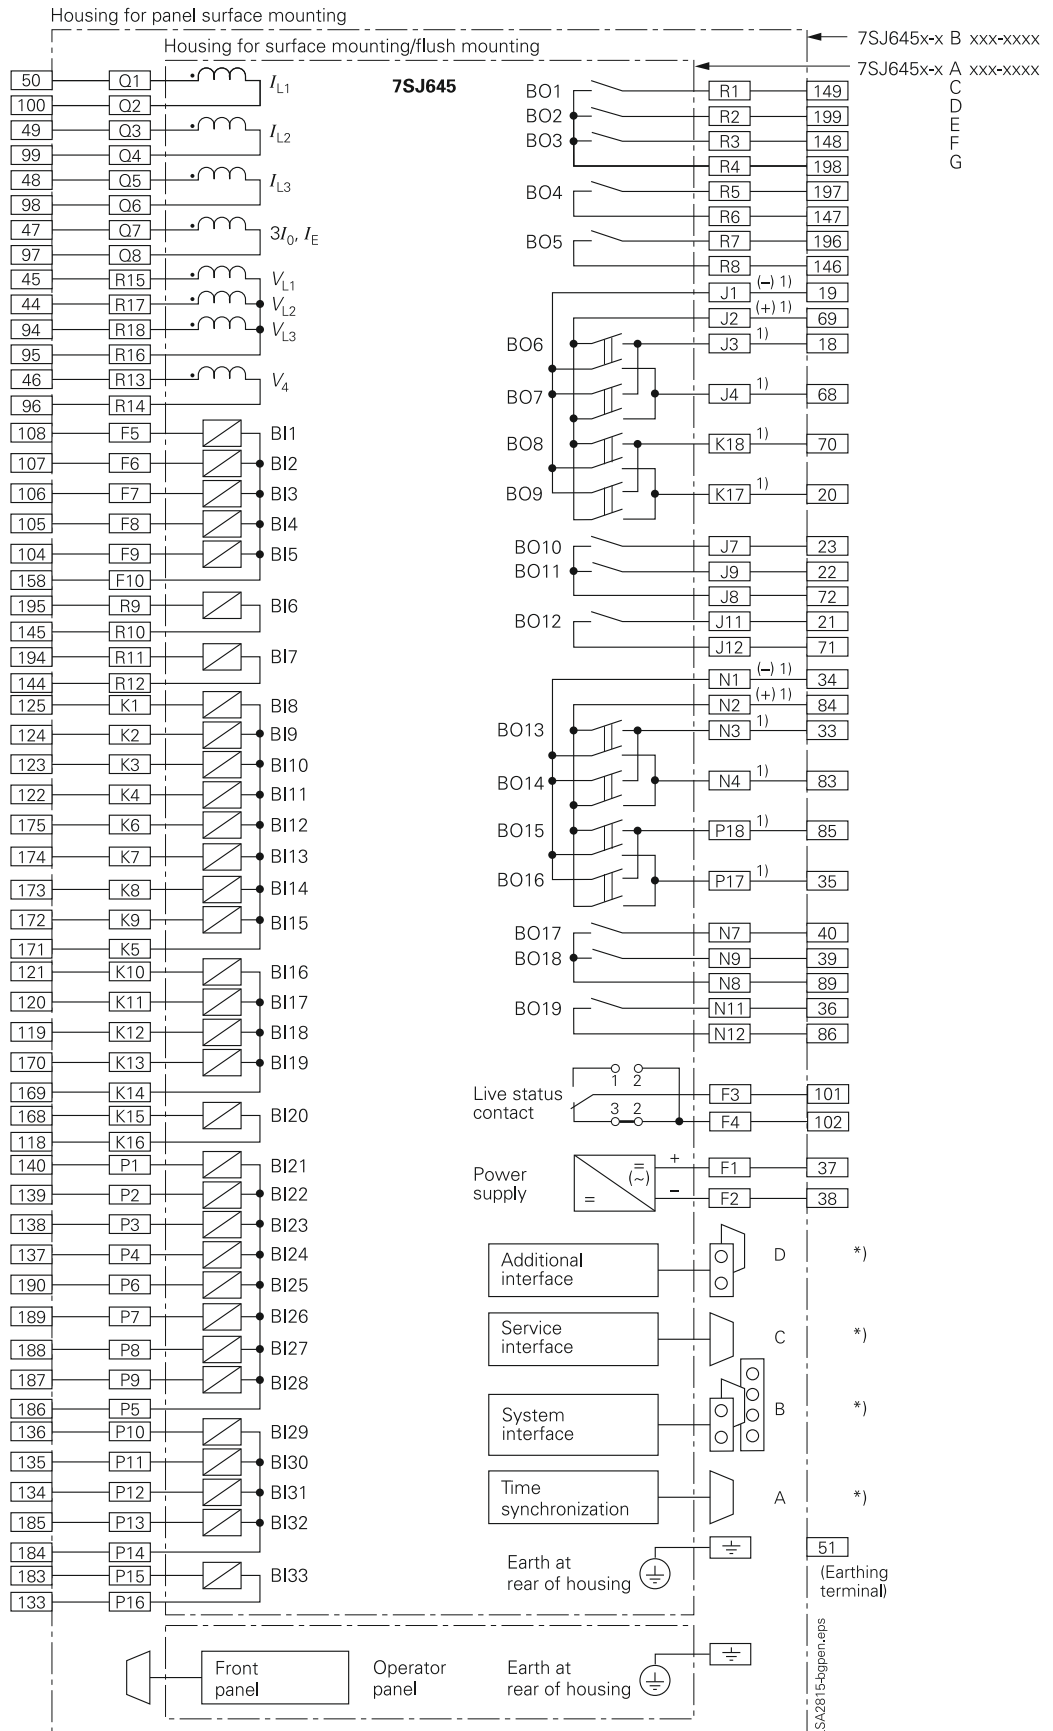 Housing for panel surface mounting
Housing for surface mounting/flush mounting
7SJ645x-x B xxx-xxxx
7SJ645x-x A xxx-xxxx
C
D
E
F
G
7SJ645
50 Q1 I L1
100 Q2
49 Q3 I L2
99 Q4
48 Q5 I L3
98 Q6
47 Q7 3I0, IE
97 Q8
45 R15 V L1
44 R17 V L2
94 R18 V L3
95 R16
46 R13 V4
96 R14
108 F5 BI1
107 F6 BI2
106 F7 BI3
105 F8 BI4
104 F9 BI5
158 F10
195 R9 BI6
145 R10
194 R11 BI7
144 R12
125 K1 BI8
124 K2 BI9
123 K3 BI10
122 K4 BI11
175 K6 BI12
174 K7 BI13
173 K8 BI14
172 K9 BI15
171 K5
121 K10 BI16
120 K11 BI17
119 K12 BI18
170 K13 BI19
169 K14
168 K15 BI20
118 K16
140 P1 BI21
139 P2 BI22
138 P3 BI23
137 P4 BI24
190 P6 BI25
189 P7 BI26
188 P8 BI27
187 P9 BI28
186 P5
136 P10 BI29
135 P11 BI30
134 P12 BI31
185 P13 BI32
184 P14
183 P15 BI33
133 P16
BO1 R1 149
BO2 R2 199
BO3 R3 148
R4 198
BO4 R5 197
R6 147
BO5 R7 196
R8 146
J1 (–) 1) 19
J2 (+) 1) 69
BO6 J3 1) 18
BO7 J4 1) 68
BO8 K18 1) 70
BO9 K17 1) 20
BO10 J7 23
BO11 J9 22
J8 72
BO12 J11 21
J12 71
N1 (–) 1) 34
N2 (+) 1) 84
BO13 N3 1) 33
BO14 N4 1) 83
BO15 P18 1) 85
BO16 P17 1) 35
BO17 N7 40
BO18 N9 39
N8 89
BO19 N11 36
N12 86
1 2
Live status F3 101
contact 3 2 F4 102
Power = (~) + F1 37
supply = – F2 38
Additional
interface D *)
Service
interface C *)
System
interface B *)
Time
synchronization A *)
51
Earth at
rear of housing
(Earthing
terminal)
Front
panel
Operator
panel
Earth at
rear of housing
SA2815-bgpen.eps